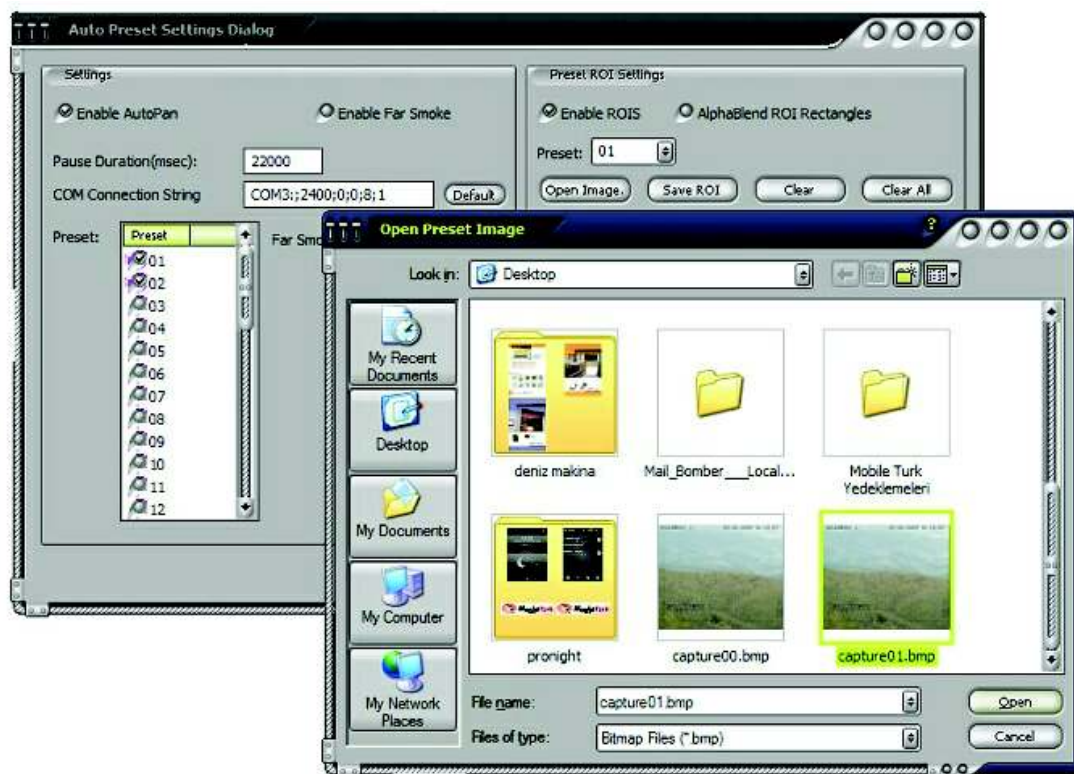 Auto Preset Settings Dialog
Settings
Enable AutoPan
Enable Far Smoke
Pause Duration(msec):
22000
COM Connection String
COM3:;2400;0;0;8;1
Default
Preset:
Preset
01
02
03
04
05
06
07
08
09
10
11
12
Far Smo
Preset ROI Settings
Enable ROIS
AlphaBlend ROI Rectangles
Preset:
01
Open Image.
Save ROI
Clear
Clear All
Open Preset Image
?
Look in:
Desktop
My Recent
Documents
Desktop
My Documents
My Computer
My Network
Places
deniz makina
Mail_Bomber___Local...
Mobile Turk
Yedeklemeleri
pronight
capture00.bmp
capture01.bmp
File name:
capture01.bmp
Open
Files of type:
Bitmap Files (*.bmp)
Cancel